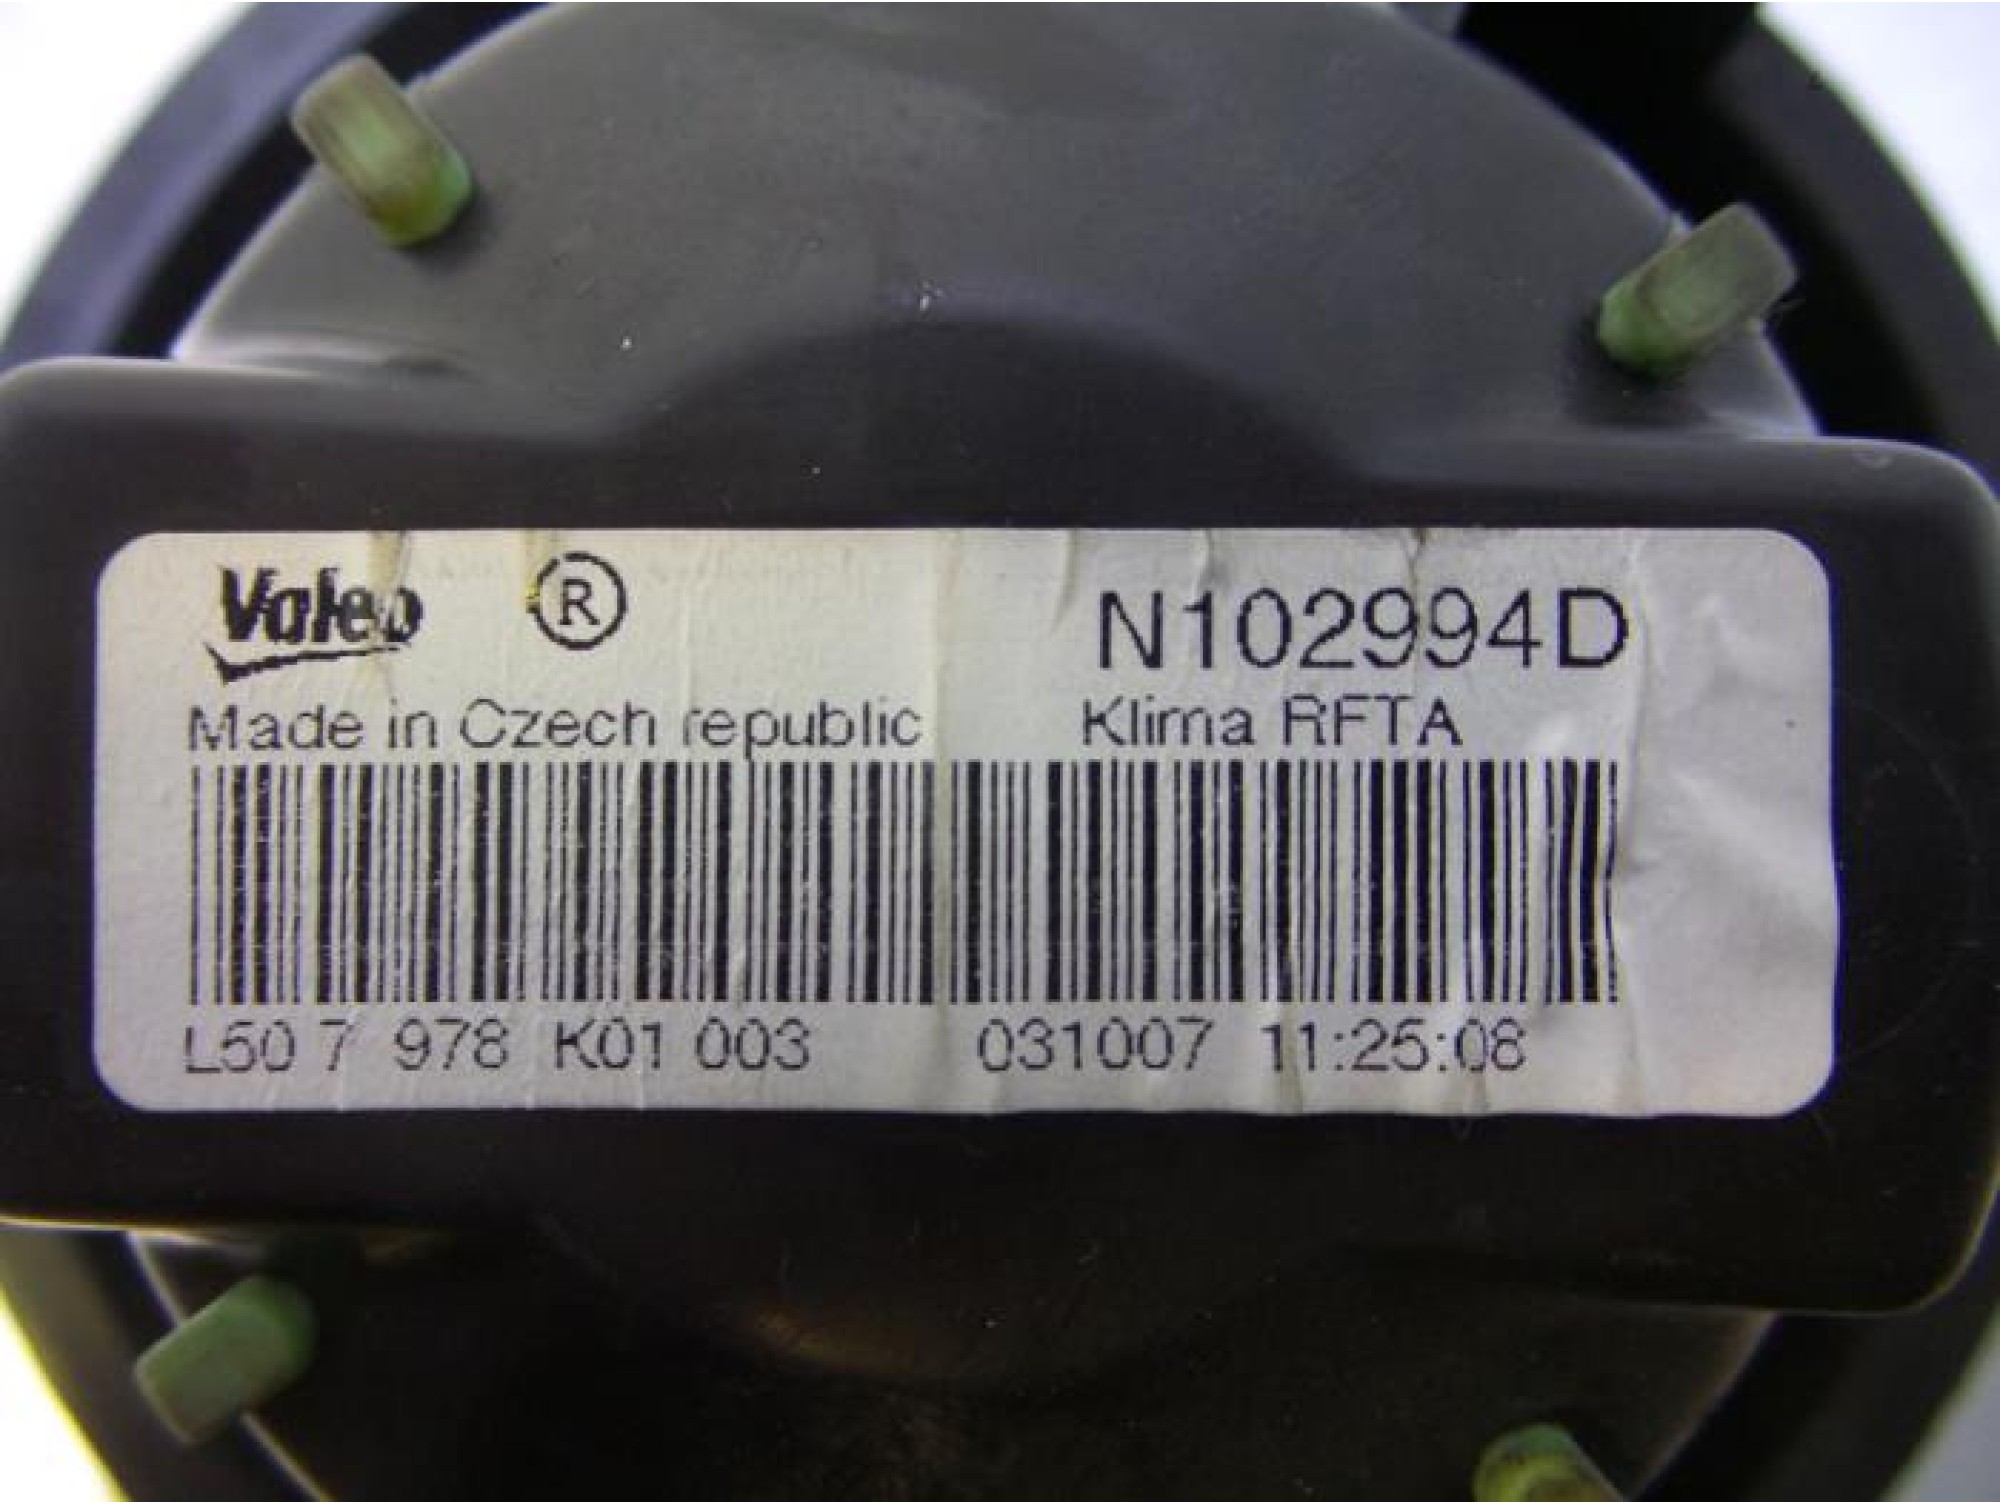 Valeo ® N102994D
Made in Czech republic Klima RFTA
L50 7 978 K01 003 031007 11:25:08